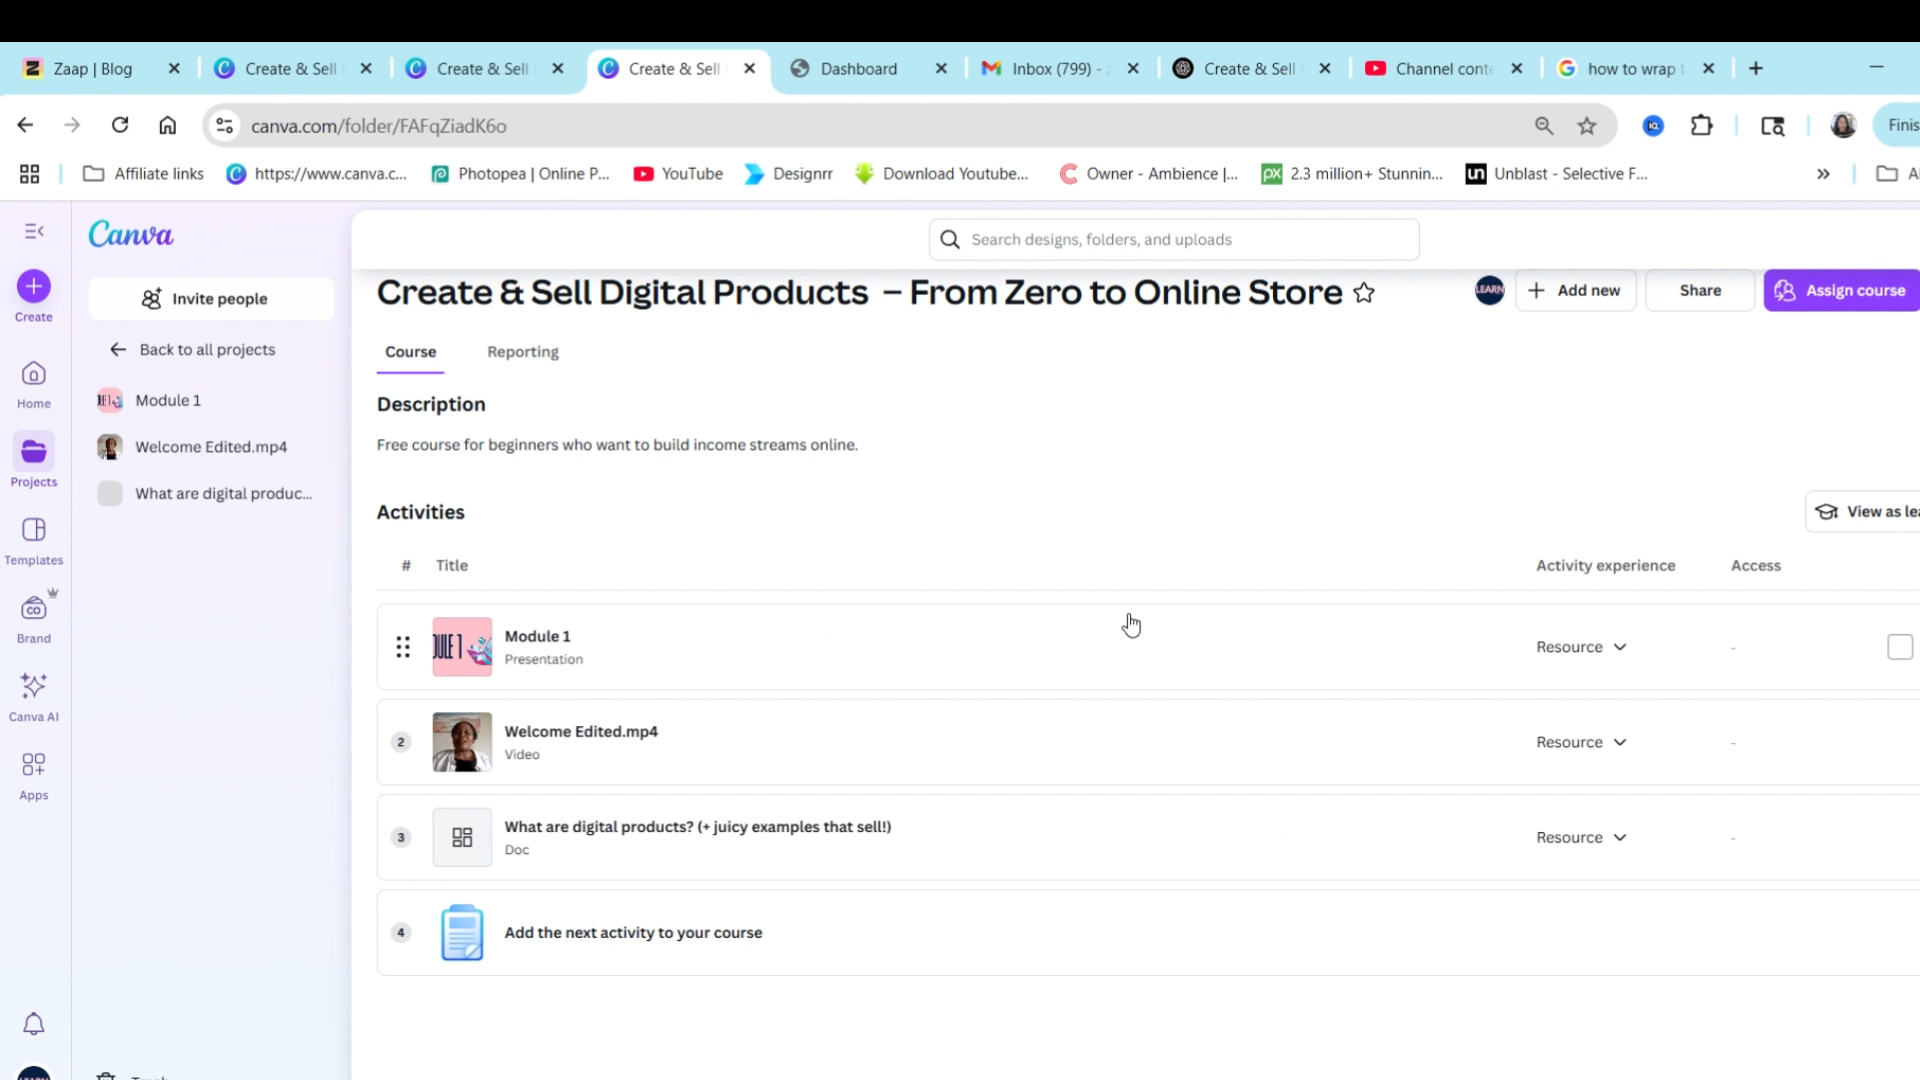 Zaap | Blog
Create & Sell
Create & Sell
Create & Sell
Dashboard
Inbox (799) -
Create & Sell
Channel conte
how to wrap t
canva.com/folder/FAFqZiadK6o
Finis
Affiliate links
https://www.canva.c...
Photopea | Online P...
YouTube
Designrr
Download Youtube...
Owner - Ambience |...
2.3 million+ Stunnin...
Unblast - Selective F...
Canva
Search designs, folders, and uploads
Create
Invite people
Create & Sell Digital Products – From Zero to Online Store
LEARN
Add new
Share
Assign course
Back to all projects
Course
Reporting
Home
Module 1
Description
Projects
Welcome Edited.mp4
Free course for beginners who want to build income streams online.
What are digital produc...
Activities
View as lea
Templates
#
Title
Activity experience
Access
Brand
Module 1
Presentation
Resource
-
Canva AI
2
Welcome Edited.mp4
Video
Resource
-
Apps
3
What are digital products? (+ juicy examples that sell!)
Doc
Resource
-
4
Add the next activity to your course